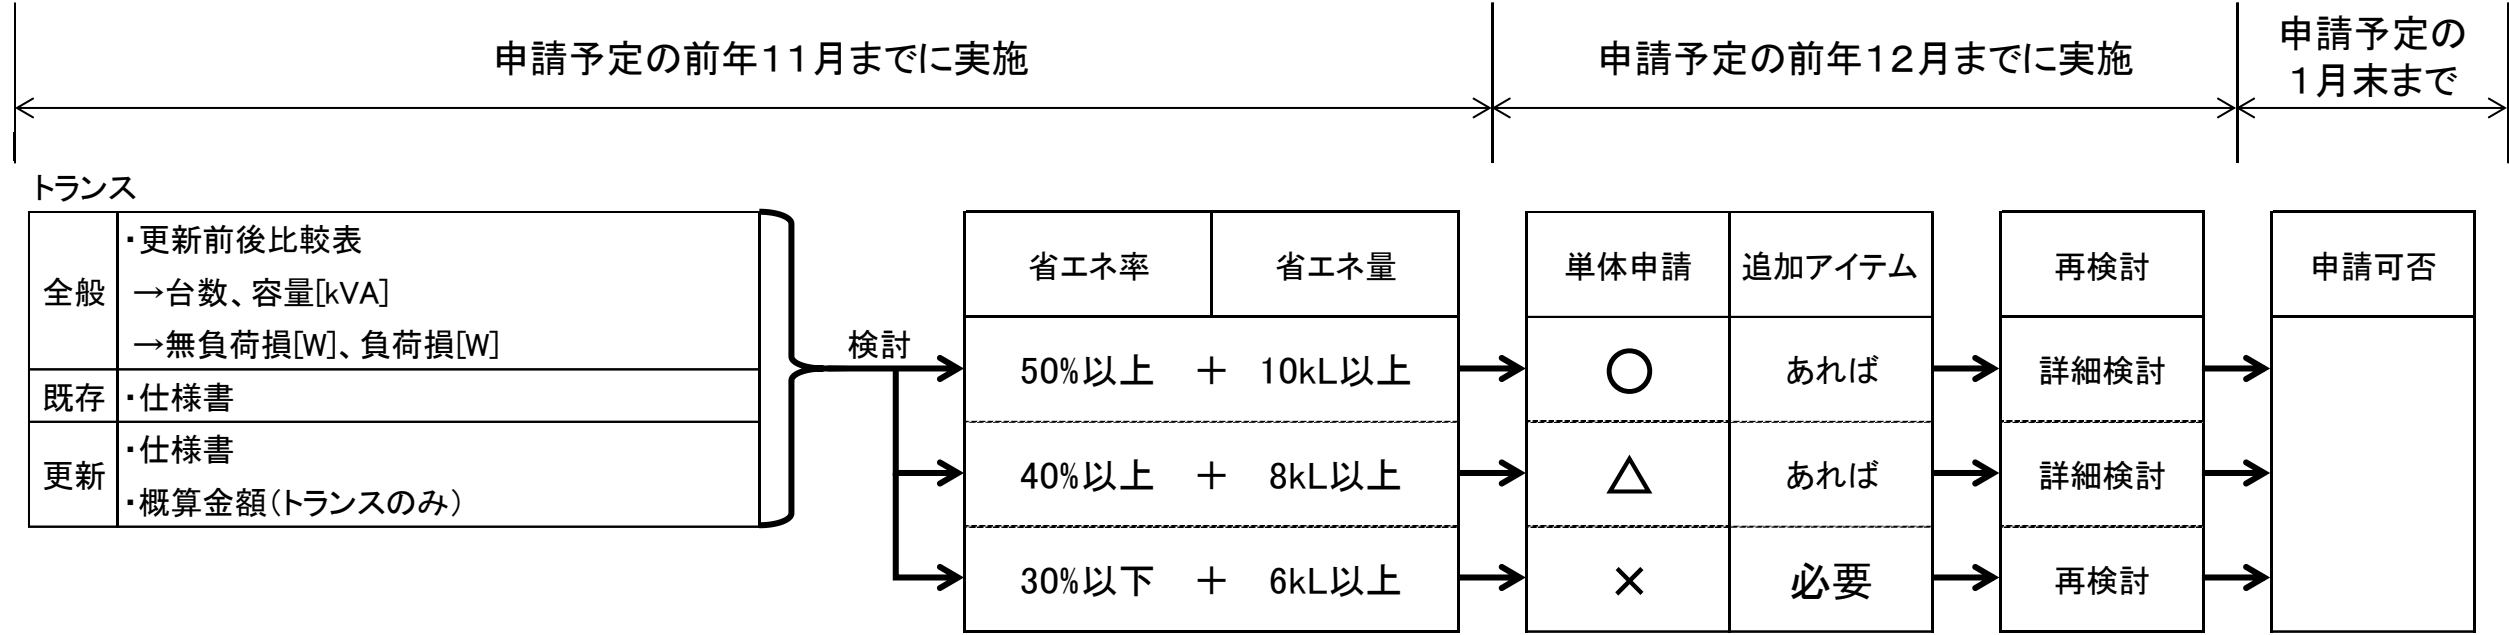 申請予定の前年11月までに実施
申請予定の前年12月までに実施
申請予定の
1月末まで
トランス
全般
・更新前後比較表
→台数、容量[kVA]
→無負荷損[W]、負荷損[W]
既存
・仕様書
更新
・仕様書
・概算金額(トランスのみ)
検討
省エネ率 省エネ量
50%以上 + 10kL以上
40%以上 + 8kL以上
30%以下 + 6kL以上
単体申請 追加アイテム
○ あれば
△ あれば
× 必要
再検討
詳細検討
詳細検討
再検討
申請可否